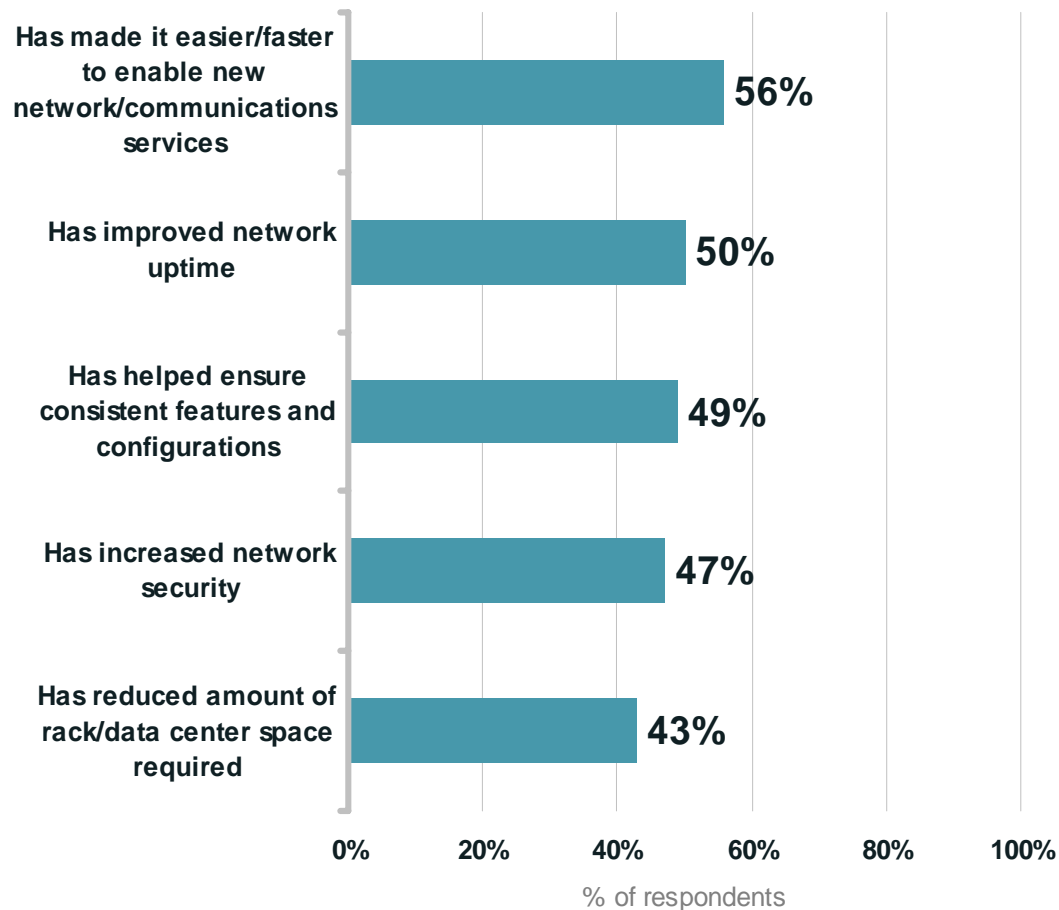 Has made it easier/faster
to enable new
network/communications
services
56%
Has improved network
uptime
50%
Has helped ensure
consistent features and
configurations
49%
Has increased network
security
47%
Has reduced amount of
rack/data center space
required
43%
0% 20% 40% 60% 80% 100%
% of respondents